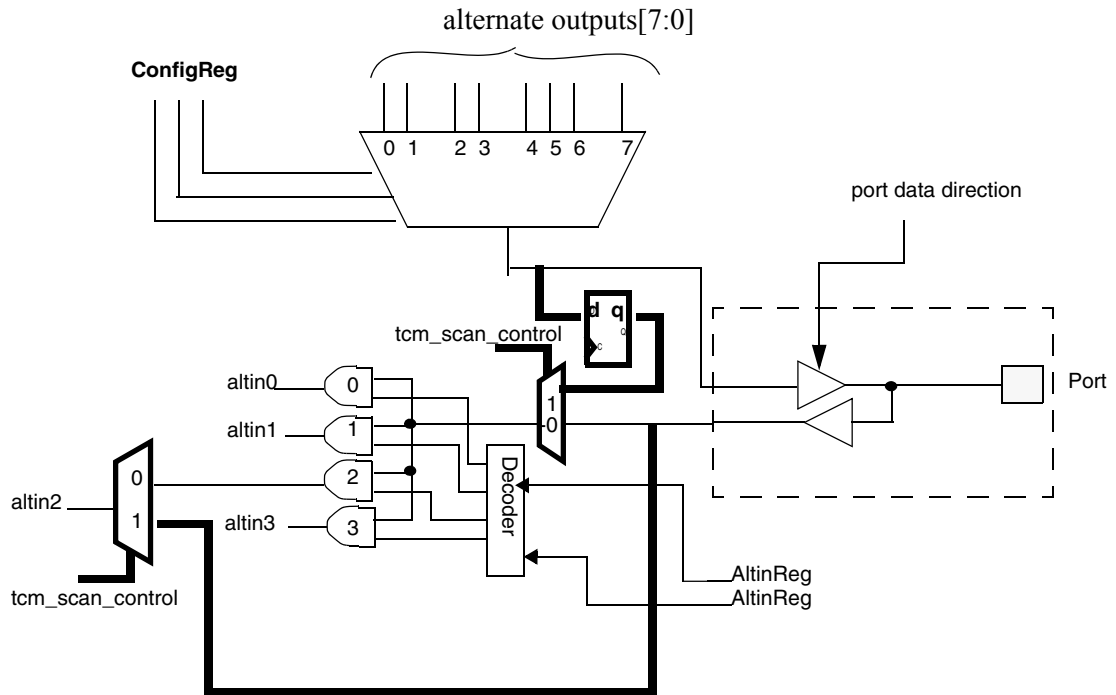 alternate outputs[7:0]
ConfigReg
0 1 2 3 4 5 6 7
port data direction
d q
Q
C
tcm_scan_control
altin0
0
1
0
Port
altin1
1
Decoder
0
2
altin2
1
altin3
3
AltinReg
AltinReg
tcm_scan_control